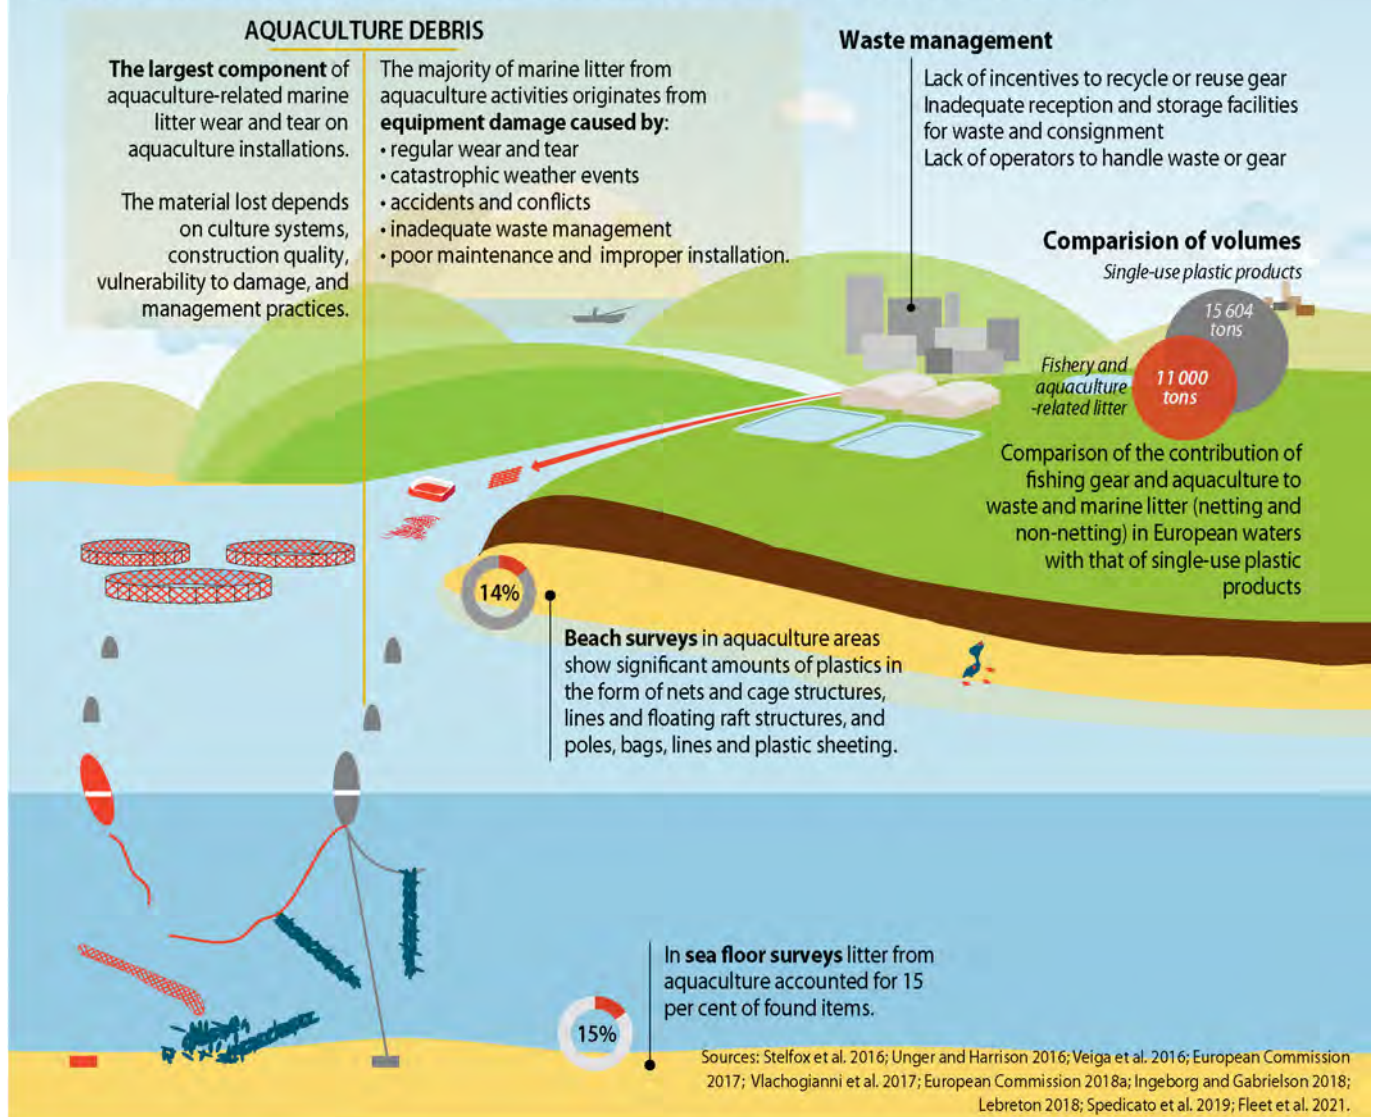 AQUACULTURE DEBRIS
The largest component of
aquaculture-related marine
litter wear and tear on
aquaculture installations.
The material lost depends
on culture systems,
construction quality,
vulnerability to damage, and
management practices.
The majority of marine litter from
aquaculture activities originates from
equipment damage caused by:
• regular wear and tear
• catastrophic weather events
• accidents and conflicts
• inadequate waste management
• poor maintenance and improper installation.
Waste management
Lack of incentives to recycle or reuse gear
Inadequate reception and storage facilities
for waste and consignment
Lack of operators to handle waste or gear
Comparision of volumes
Single-use plastic products
15 604
tons
Fishery and
aquaculture
-related litter
11 000
tons
Comparison of the contribution of
fishing gear and aquaculture to
waste and marine litter (netting and
non-netting) in European waters
with that of single-use plastic
products
14%
Beach surveys in aquaculture areas
show significant amounts of plastics in
the form of nets and cage structures,
lines and floating raft structures, and
poles, bags, lines and plastic sheeting.
In sea floor surveys litter from
aquaculture accounted for 15
per cent of found items.
15%
Sources: Stelfox et al. 2016; Unger and Harrison 2016; Veiga et al. 2016; European Commission
2017; Vlachogianni et al. 2017; European Commission 2018a; Ingeborg and Gabrielson 2018;
Lebreton 2018; Spedicato et al. 2019; Fleet et al. 2021.